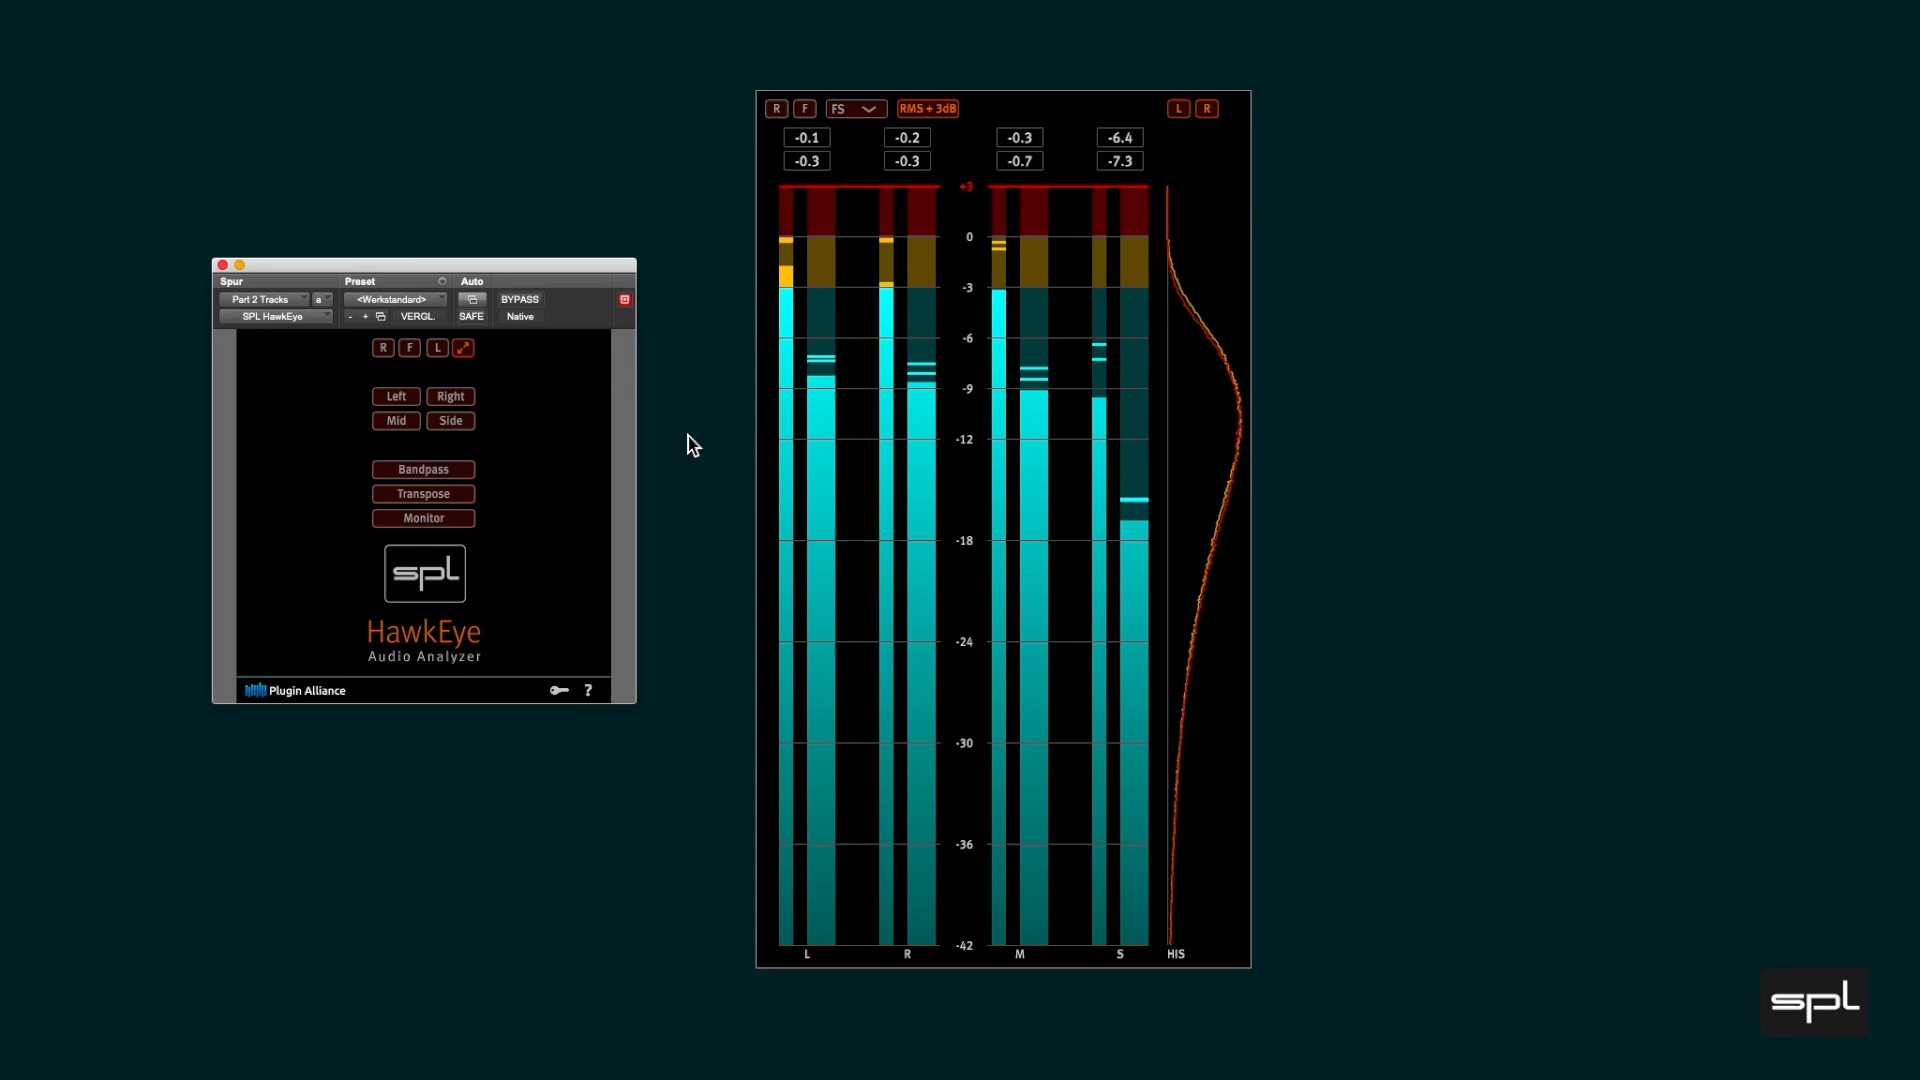 Spur Preset Auto
Part 2 Tracks a <Werkstandard> BYPASS
SPL HawkEye - + VERGL. SAFE Native
R F L
Left Right
Mid Side
Bandpass
Transpose
Monitor
spl
HawkEye
Audio Analyzer
Plugin Alliance ?
R F FS RMS + 3dB L R
-0.1 -0.2 -0.3 -6.4
-0.3 -0.3 -0.7 -7.3
+3
0
-3
-6
-9
-12
-18
-24
-30
-36
-42
L R M S HIS
spl